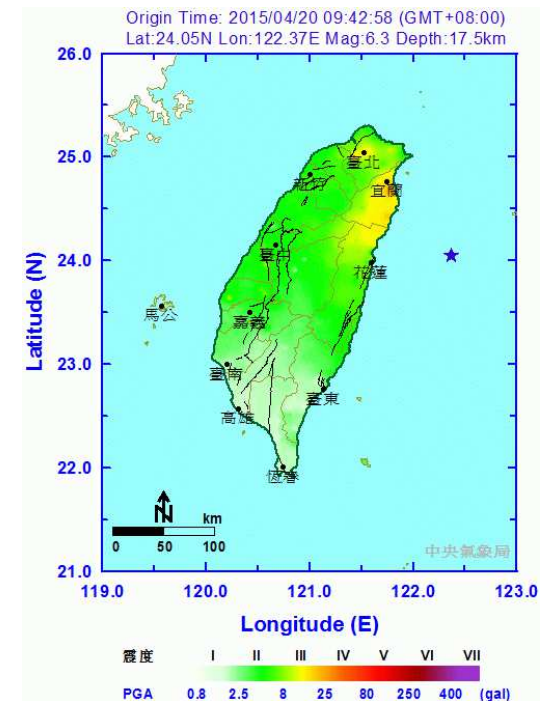 Origin Time: 2015/04/20 09:42:58 (GMT+08:00)
Lat:24.05N Lon:122.37E Mag:6.3 Depth:17.5km
26.0
臺北
25.0
新竹
宜蘭
臺中
24.0
花蓮
馬公
嘉義
Latitude (N)
23.0
臺南
臺東
高雄
22.0
恆春
N
km
0 50 100
中央氣象局
21.0
119.0 120.0 121.0 122.0 123.0
Longitude (E)
震度 I II III IV V VI VII
PGA 0.8 2.5 8 25 80 250 400 (gal)